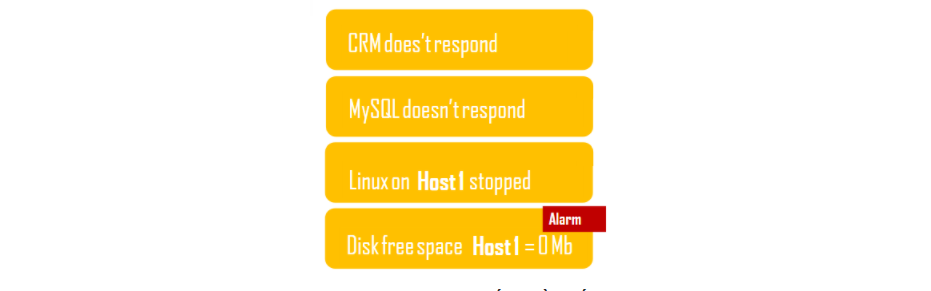 CRM does't respond
MySQL doesn't respond
Linux on Host1 stopped
Alarm
Disk free space Host1 = 0 Mb